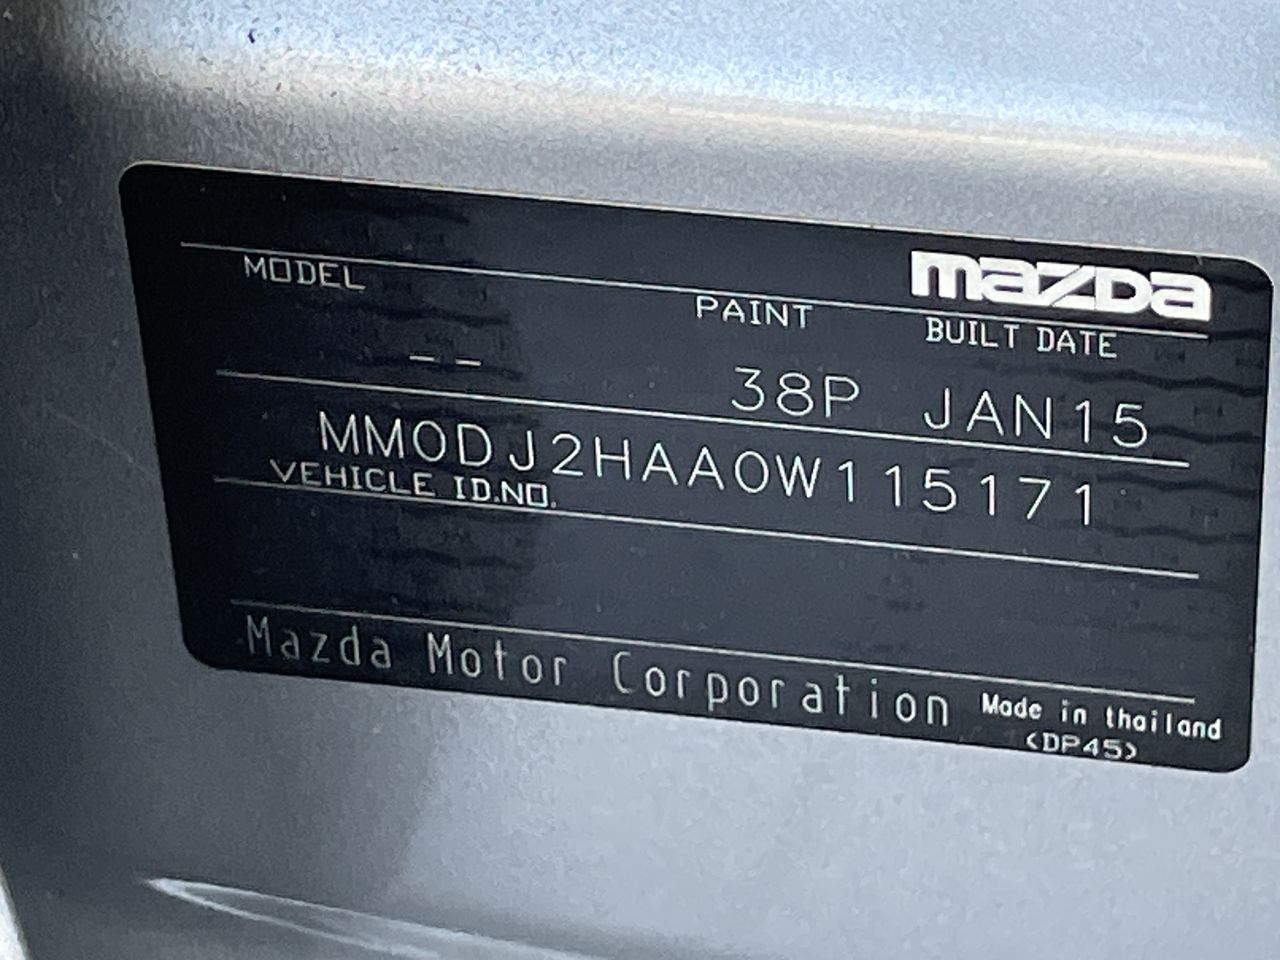 mazda
MODEL PAINT BUILT DATE
-- 38P JAN15
MM0DJ2HAA0W115171
VEHICLE ID.NO.
Mazda Motor Corporation Made in thailand
<DP45>